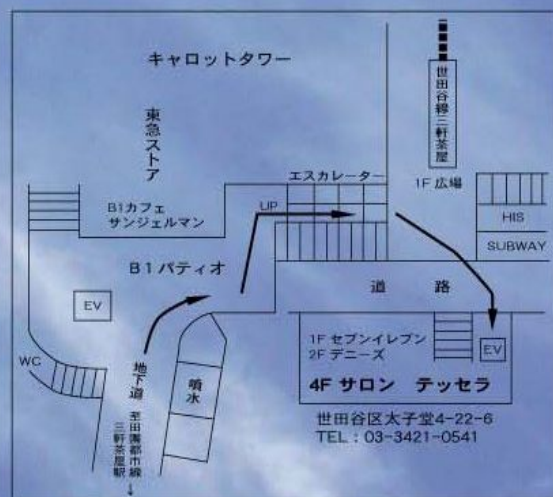 キャロットタワー
世田谷線三軒茶屋
東急ストア
エスカレーター
1F 広場
B1カフェ
サンジェルマン
UP
HIS
SUBWAY
B1パティオ
道路
EV
WC
地下道
至田園都市線
三軒茶屋駅
↓
噴水
1F セブンイレブン
2F デニーズ
EV
4F サロン テッセラ
世田谷区太子堂4-22-6
TEL:03-3421-0541